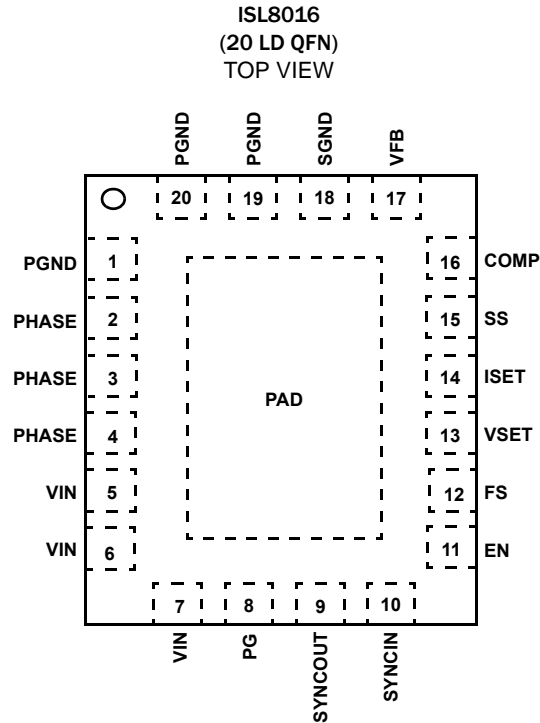 ISL8016
(20 LD QFN)
TOP VIEW
PGND
PGND
SGND
VFB
20
19
18
17
PGND 1
16 COMP
PHASE 2
15 SS
PHASE 3
14 ISET
PAD
PHASE 4
13 VSET
VIN 5
12 FS
VIN 6
11 EN
7
8
9
10
VIN
PG
SYNCOUT
SYNCIN